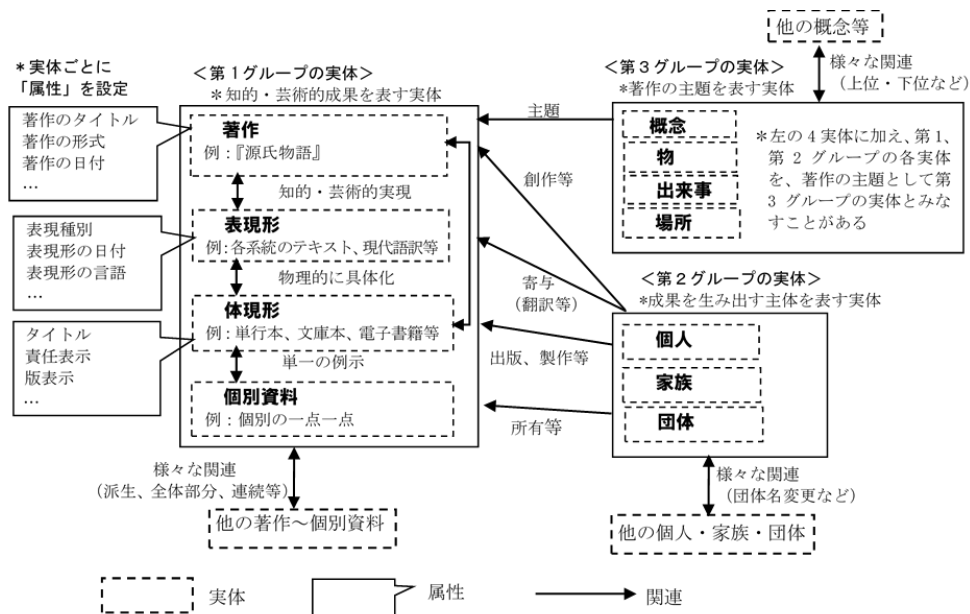 他の概念等
*実体ごとに
「属性」を設定
著作のタイトル
著作の形式
著作の日付
…
表現種別
表現形の日付
表現形の言語
…
タイトル
責任表示
版表示
…
＜第１グループの実体＞
*知的・芸術的成果を表す実体
著作
例：『源氏物語』
知的・芸術的実現
表現形
例：各系統のテキスト、現代語訳等
物理的に具体化
体現形
例：単行本、文庫本、電子書籍等
単一の例示
個別資料
例：個別の一点一点
様々な関連
（派生、全体部分、連続等）
他の著作～個別資料
主題
創作等
寄与
（翻訳等）
出版、製作等
所有等
＜第３グループの実体＞
*著作の主題を表す実体
様々な関連
（上位・下位など）
概念
物
出来事
場所
*左の４実体に加え、第１、
第２グループの各実体
を、著作の主題として第
３グループの実体とみな
すことがある
＜第２グループの実体＞
*成果を生み出す主体を表す実体
個人
家族
団体
様々な関連
（団体名変更など）
他の個人・家族・団体
実体
属性
関連